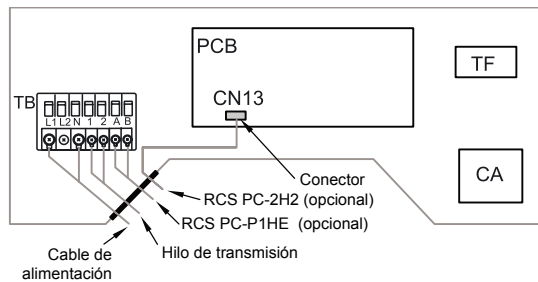 PCB
TF
CN13
TB
L1 L2 N 1 2 A B
Conector
CA
RCS PC-2H2 (opcional)
RCS PC-P1HE (opcional)
Hilo de transmisión
Cable de
alimentación